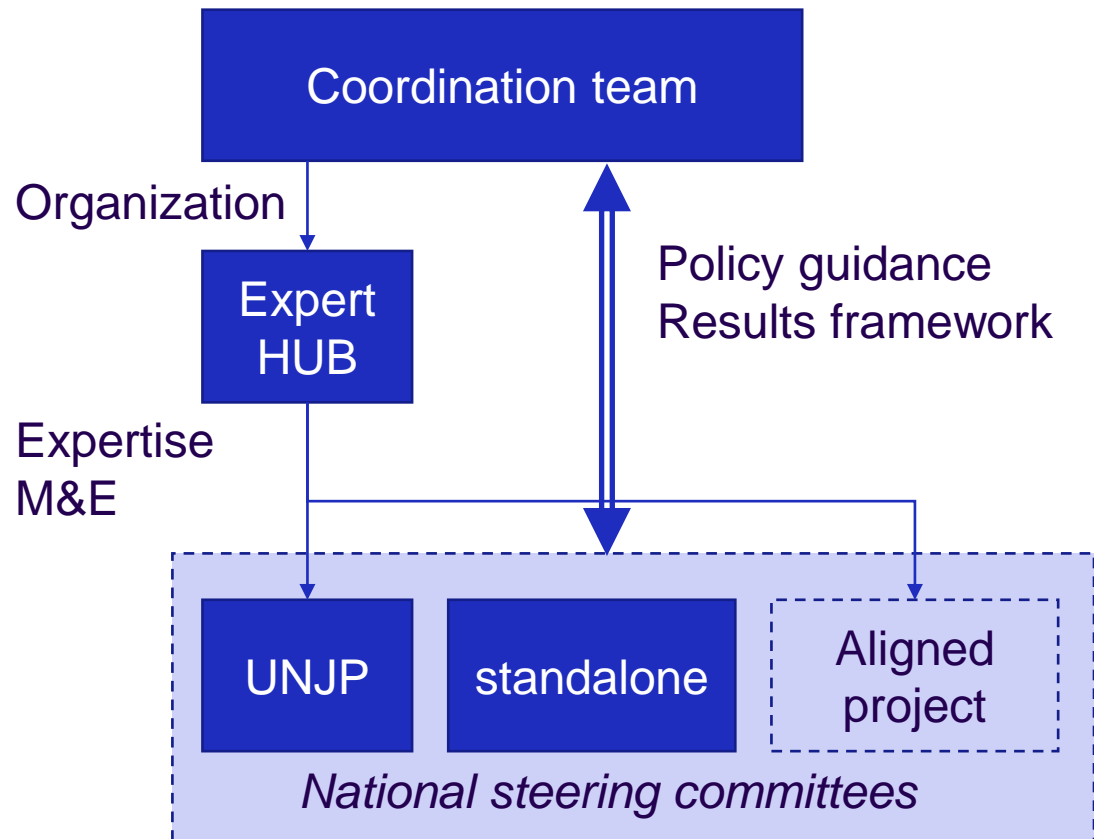 Coordination team
Organization
Expert
HUB
Policy guidance
Results framework
Expertise
M&E
UNJP
standalone
Aligned
project
National steering committees